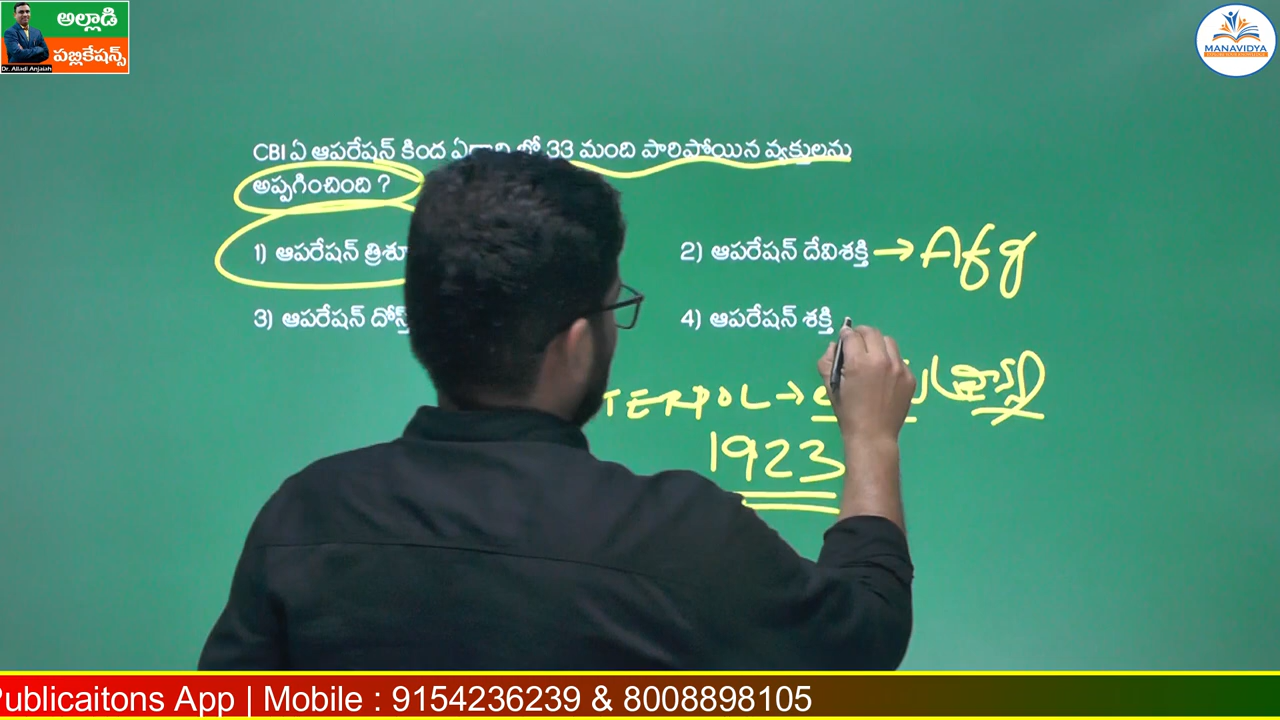 అల్లాడి
పబ్లికేషన్స్
Dr. Alladi Anjaiah
MANAVIDYA
CBI ఏ ఆపరేషన్ కింద లో 33 మంది పారిపోయిన వ్యక్తులను
అప్పగించింది ?
1) ఆపరేషన్
2) ఆపరేషన్ దేవిశక్తి → Afg
3) ఆపరేషన్
4) ఆపరేషన్ శక్తి
TERPOL →
1923
Publicaitons App | Mobile : 9154236239 & 8008898105